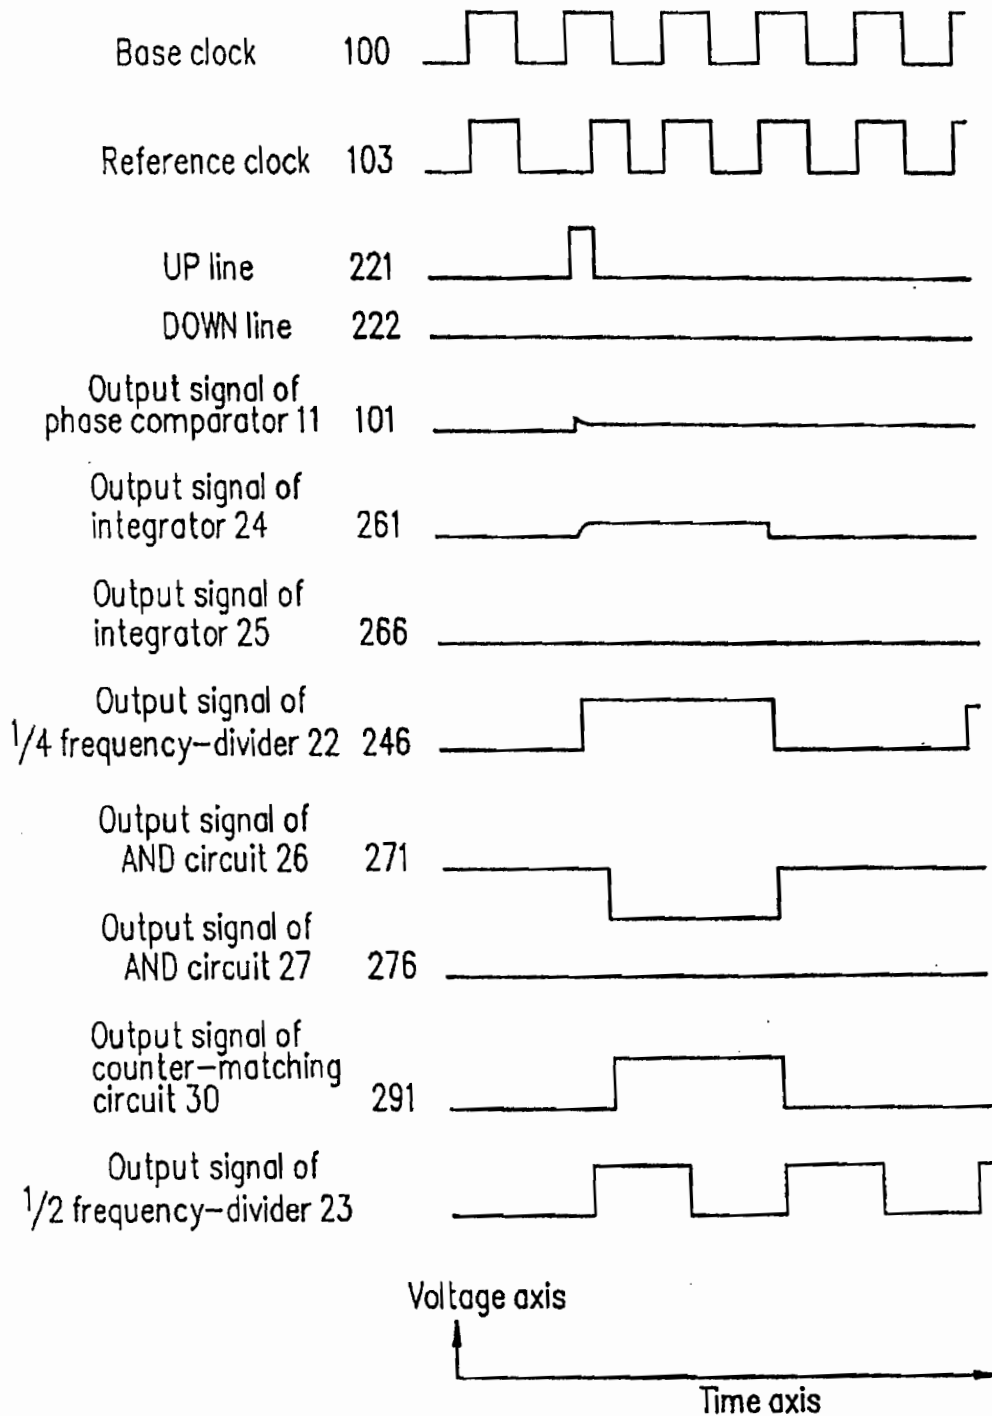 Base clock 100
Reference clock 103
UP line 221
DOWN line 222
Output signal of
phase comparator 11 101
Output signal of
integrator 24 261
Output signal of
integrator 25 266
Output signal of
1/4 frequency-divider 22 246
Output signal of
AND circuit 26 271
Output signal of
AND circuit 27 276
Output signal of
counter-matching
circuit 30 291
Output signal of
1/2 frequency-divider 23
Voltage axis
Time axis